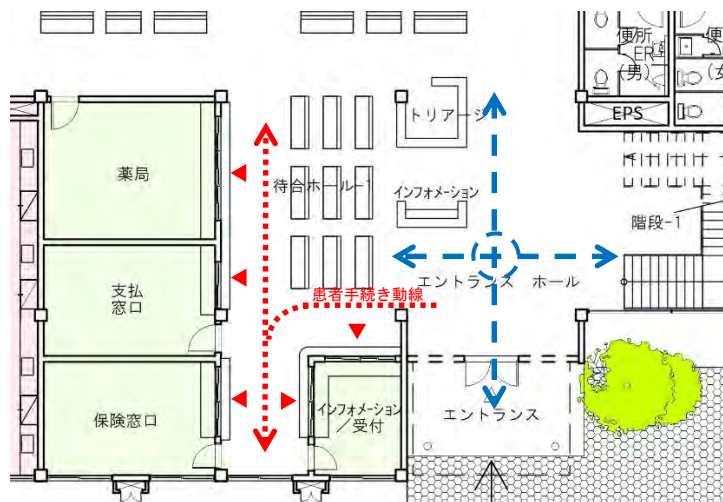 便所
ER
(男)
便
(女
EPS
トリアージ
薬局
待合ホール-1
インフォメーション
階段-1
支払
窓口
エントランス ホール
患者手続き動線
保険窓口
インフォメーション
/受付
エントランス